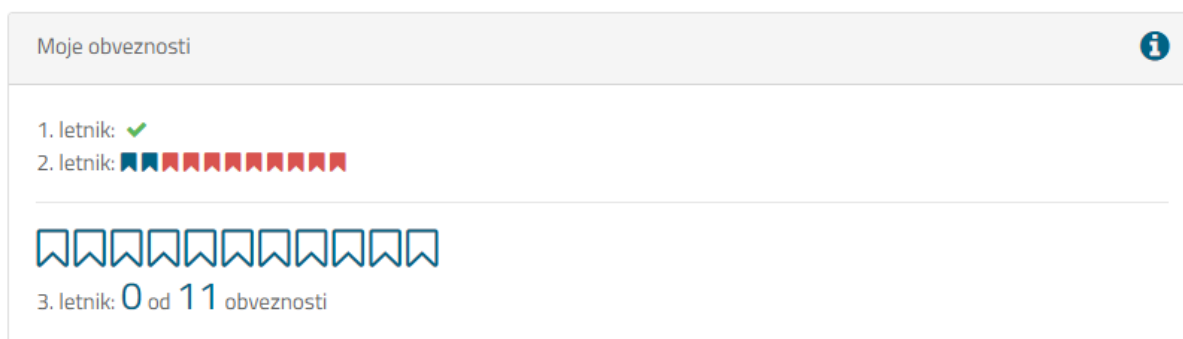 Moje obveznosti
1. letnik:
2. letnik:
3. letnik: 0 od 11 obveznosti